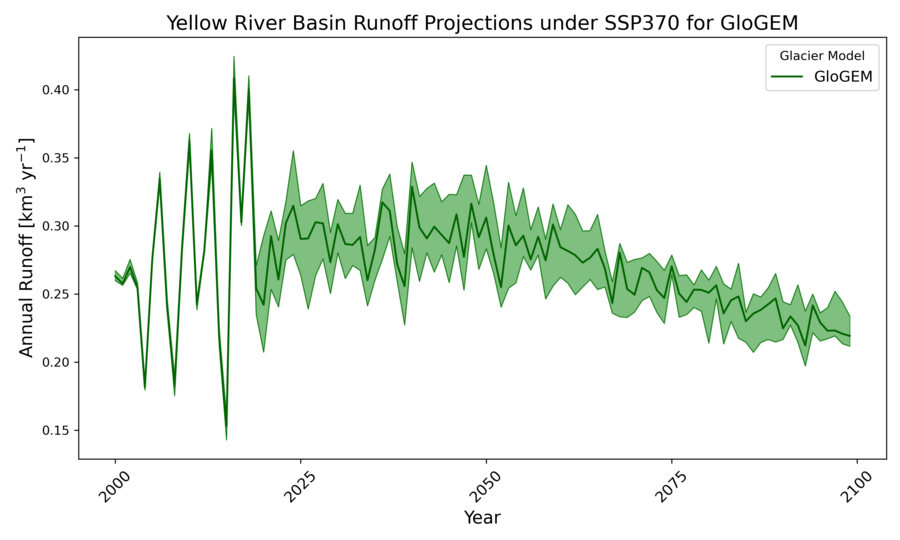 Yellow River Basin Runoff Projections under SSP370 for GloGEM
Glacier Model
GloGEM
Annual Runoff [km³ yr⁻¹]
0.40
0.35
0.30
0.25
0.20
0.15
2000
2025
2050
2075
2100
Year